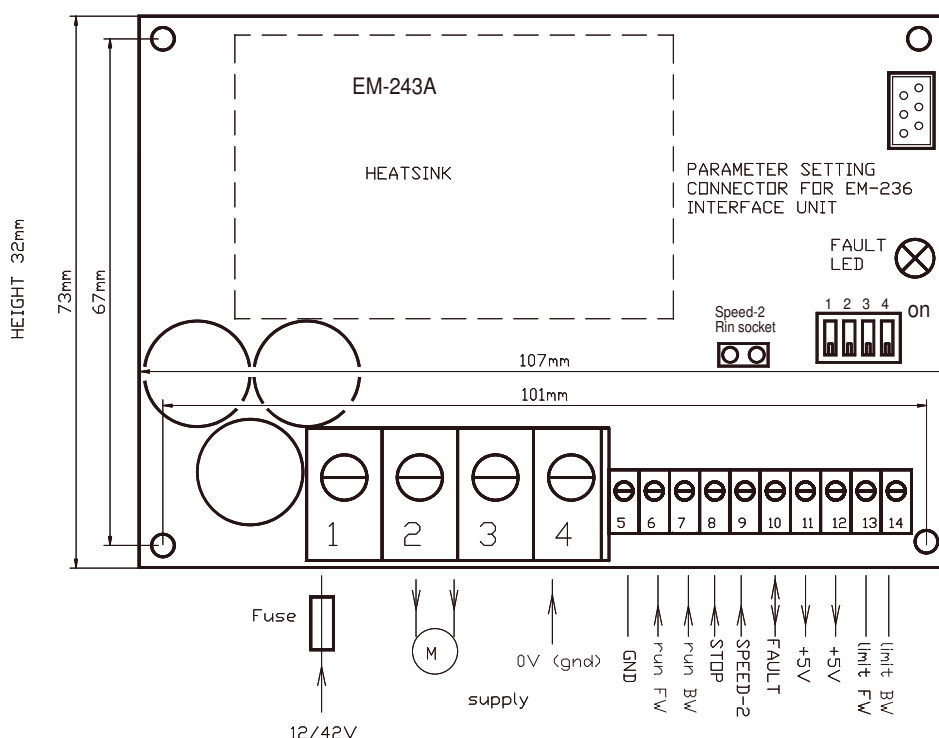 EM-243A
HEATSINK
PARAMETER SETTING
CONNECTOR FOR EM-236
INTERFACE UNIT
FAULT
LED
HEIGHT 32mm
73mm
67mm
1 2 3 4
on
Speed-2
Rin socket
107mm
101mm
1 2 3 4
5 6 7 8 9 10 11 12 13 14
Fuse
M
0V (gnd)
supply
12/42V
GND
run FW
run BW
STOP
SPEED-2
FAULT
+5V
+5V
limit FW
limit BW